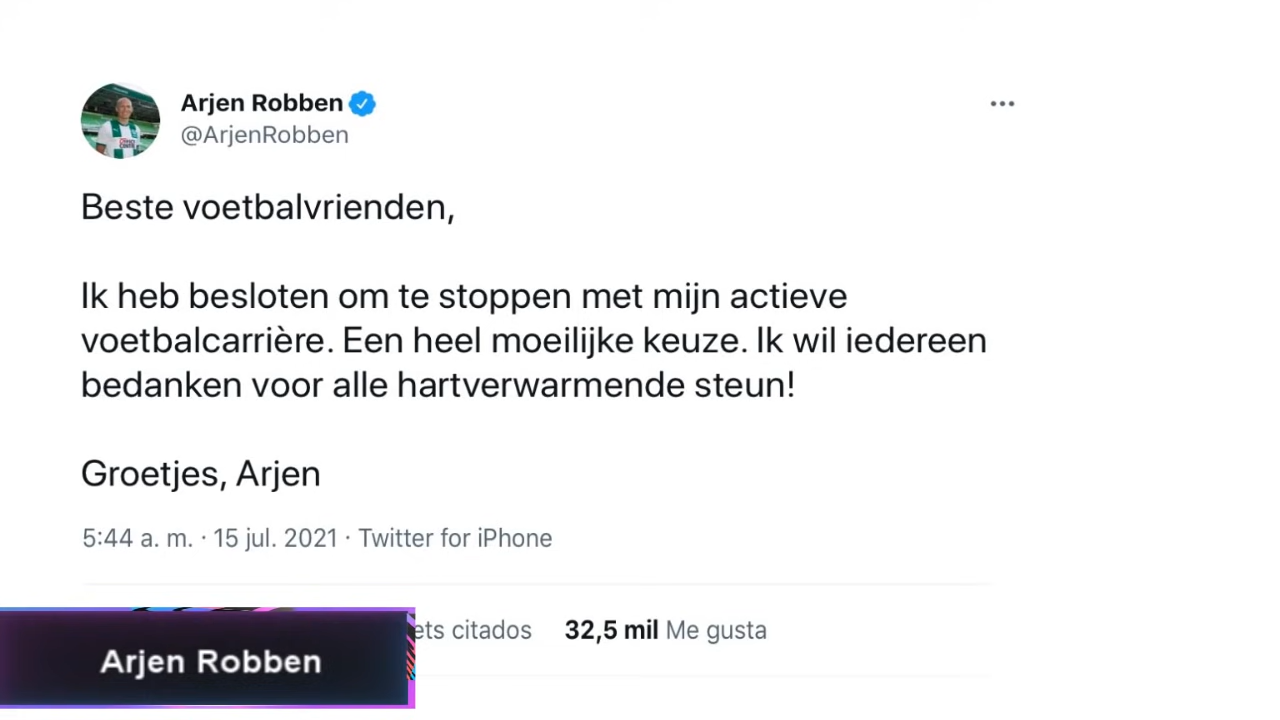 Arjen Robben
@ArjenRobben
Beste voetbalvrienden,
Ik heb besloten om te stoppen met mijn actieve
voetbalcarrière. Een heel moeilijke keuze. Ik wil iedereen
bedanken voor alle hartverwarmende steun!
Groetjes, Arjen
5:44 a. m. · 15 jul. 2021 · Twitter for iPhone
citados 32,5 mil Me gusta
Arjen Robben